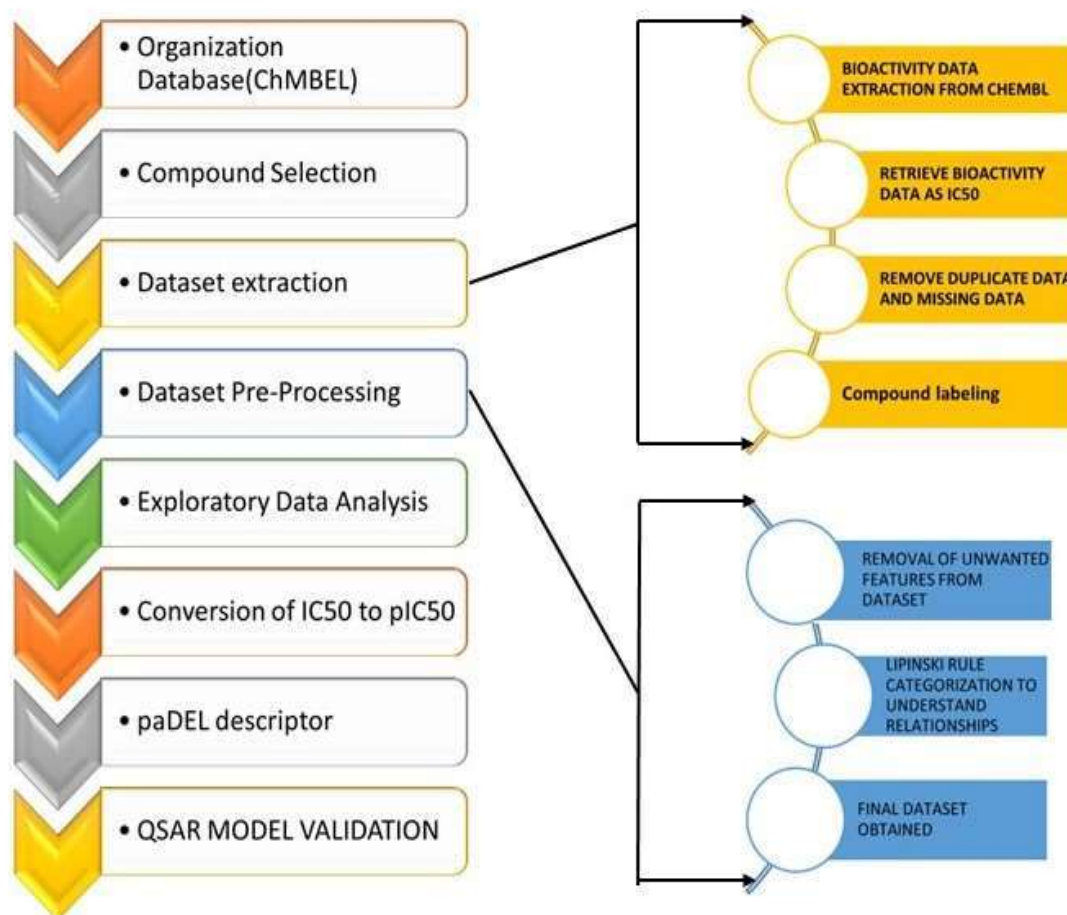 • Organization
Database(ChMBEL)
• Compound Selection
• Dataset extraction
• Dataset Pre-Processing
• Exploratory Data Analysis
• Conversion of IC50 to pIC50
• paDEL descriptor
• QSAR MODEL VALIDATION
BIOACTIVITY DATA
EXTRACTION FROM CHEMBL
RETRIEVE BIOACTIVITY
DATA AS IC50
REMOVE DUPLICATE DATA
AND MISSING DATA
Compound labeling
REMOVAL OF UNWANTED
FEATURES FROM
DATASET
LIPINSKI RULE
CATEGORIZATION TO
UNDERSTAND
RELATIONSHIPS
FINAL DATASET
OBTAINED